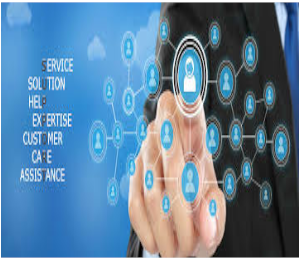 SERVICE
SOLUTION
HELP
EXPERTISE
CUSTOMER
CARE
ASSISTANCE